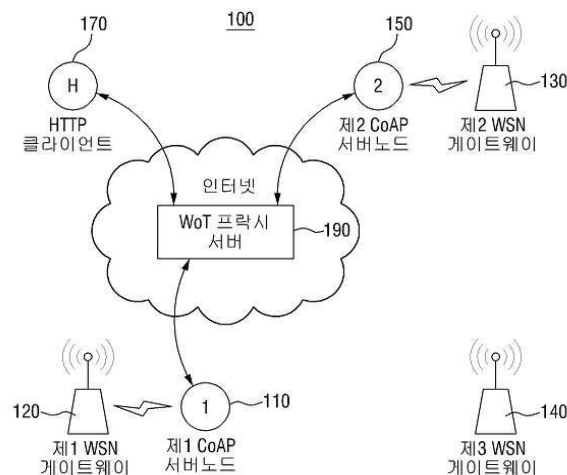 170
100
150
H
2
130
HTTP
클라이언트
제2 CoAP
서버노드
제2 WSN
게이트웨이
인터넷
WoT 프락시
서버
190
120
1
110
140
제1 WSN
게이트웨이
제1 CoAP
서버노드
제3 WSN
게이트웨이